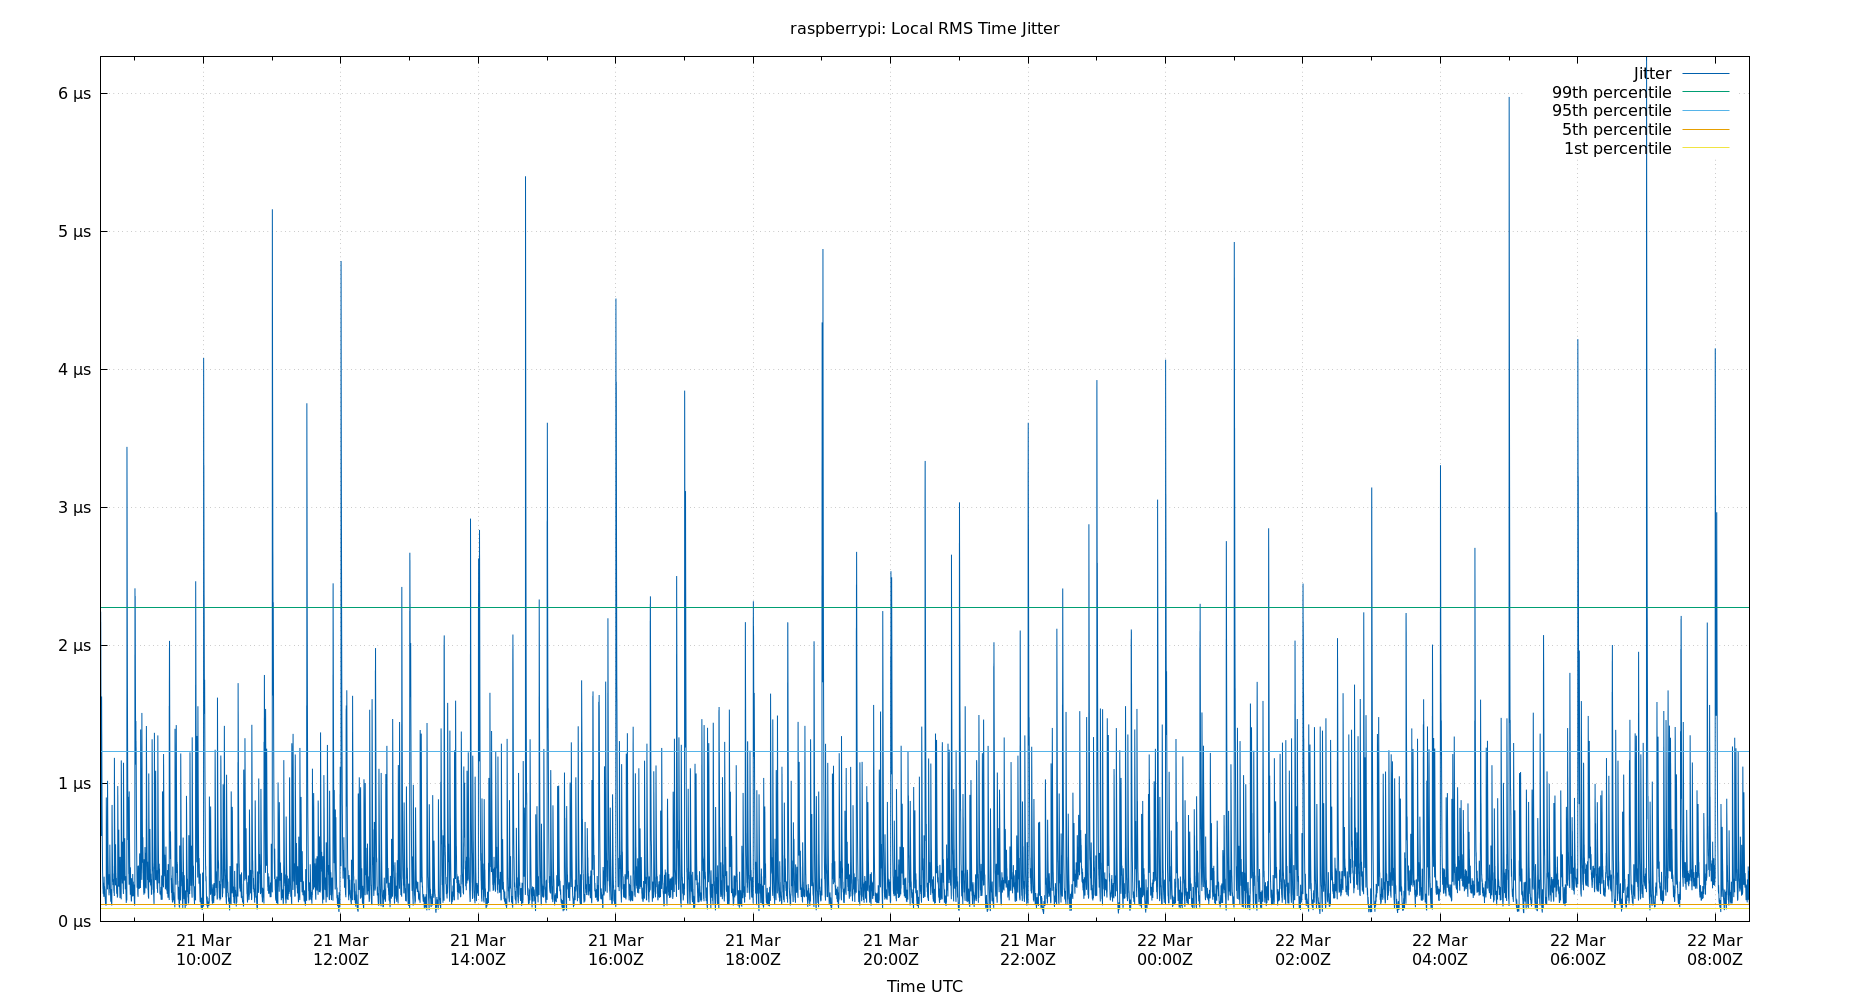 raspberrypi: Local RMS Time Jitter
Jitter
99th percentile
95th percentile
5th percentile
1st percentile
6 µs
5 µs
4 µs
3 µs
2 µs
1 µs
0 µs
21 Mar 21 Mar 21 Mar 21 Mar 21 Mar 21 Mar 21 Mar 22 Mar 22 Mar 22 Mar 22 Mar 22 Mar
10:00Z 12:00Z 14:00Z 16:00Z 18:00Z 20:00Z 22:00Z 00:00Z 02:00Z 04:00Z 06:00Z 08:00Z
Time UTC